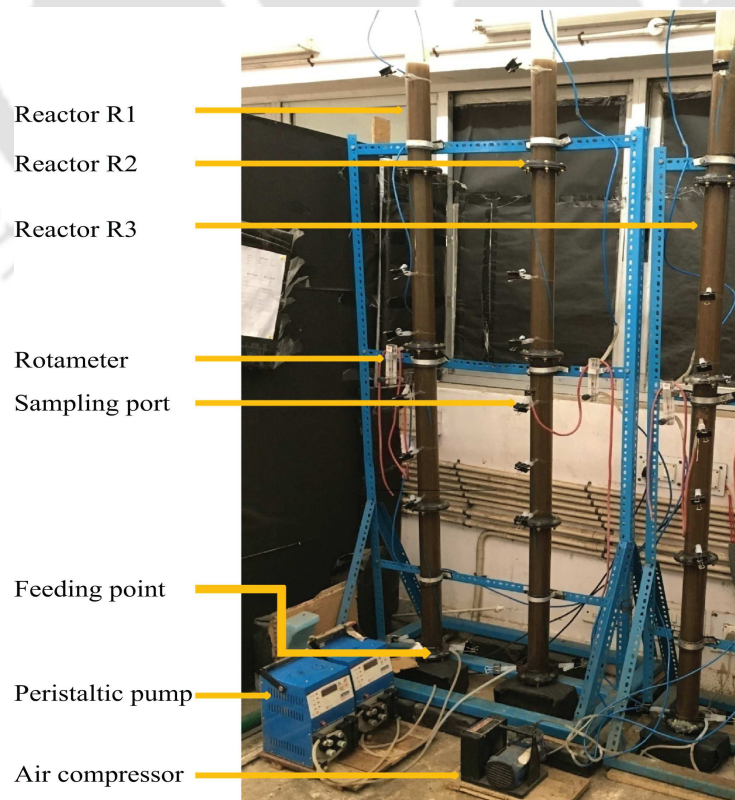 Reactor R1
Reactor R2
Reactor R3
Rotameter
Sampling port
Feeding point
Peristaltic pump
Air compressor